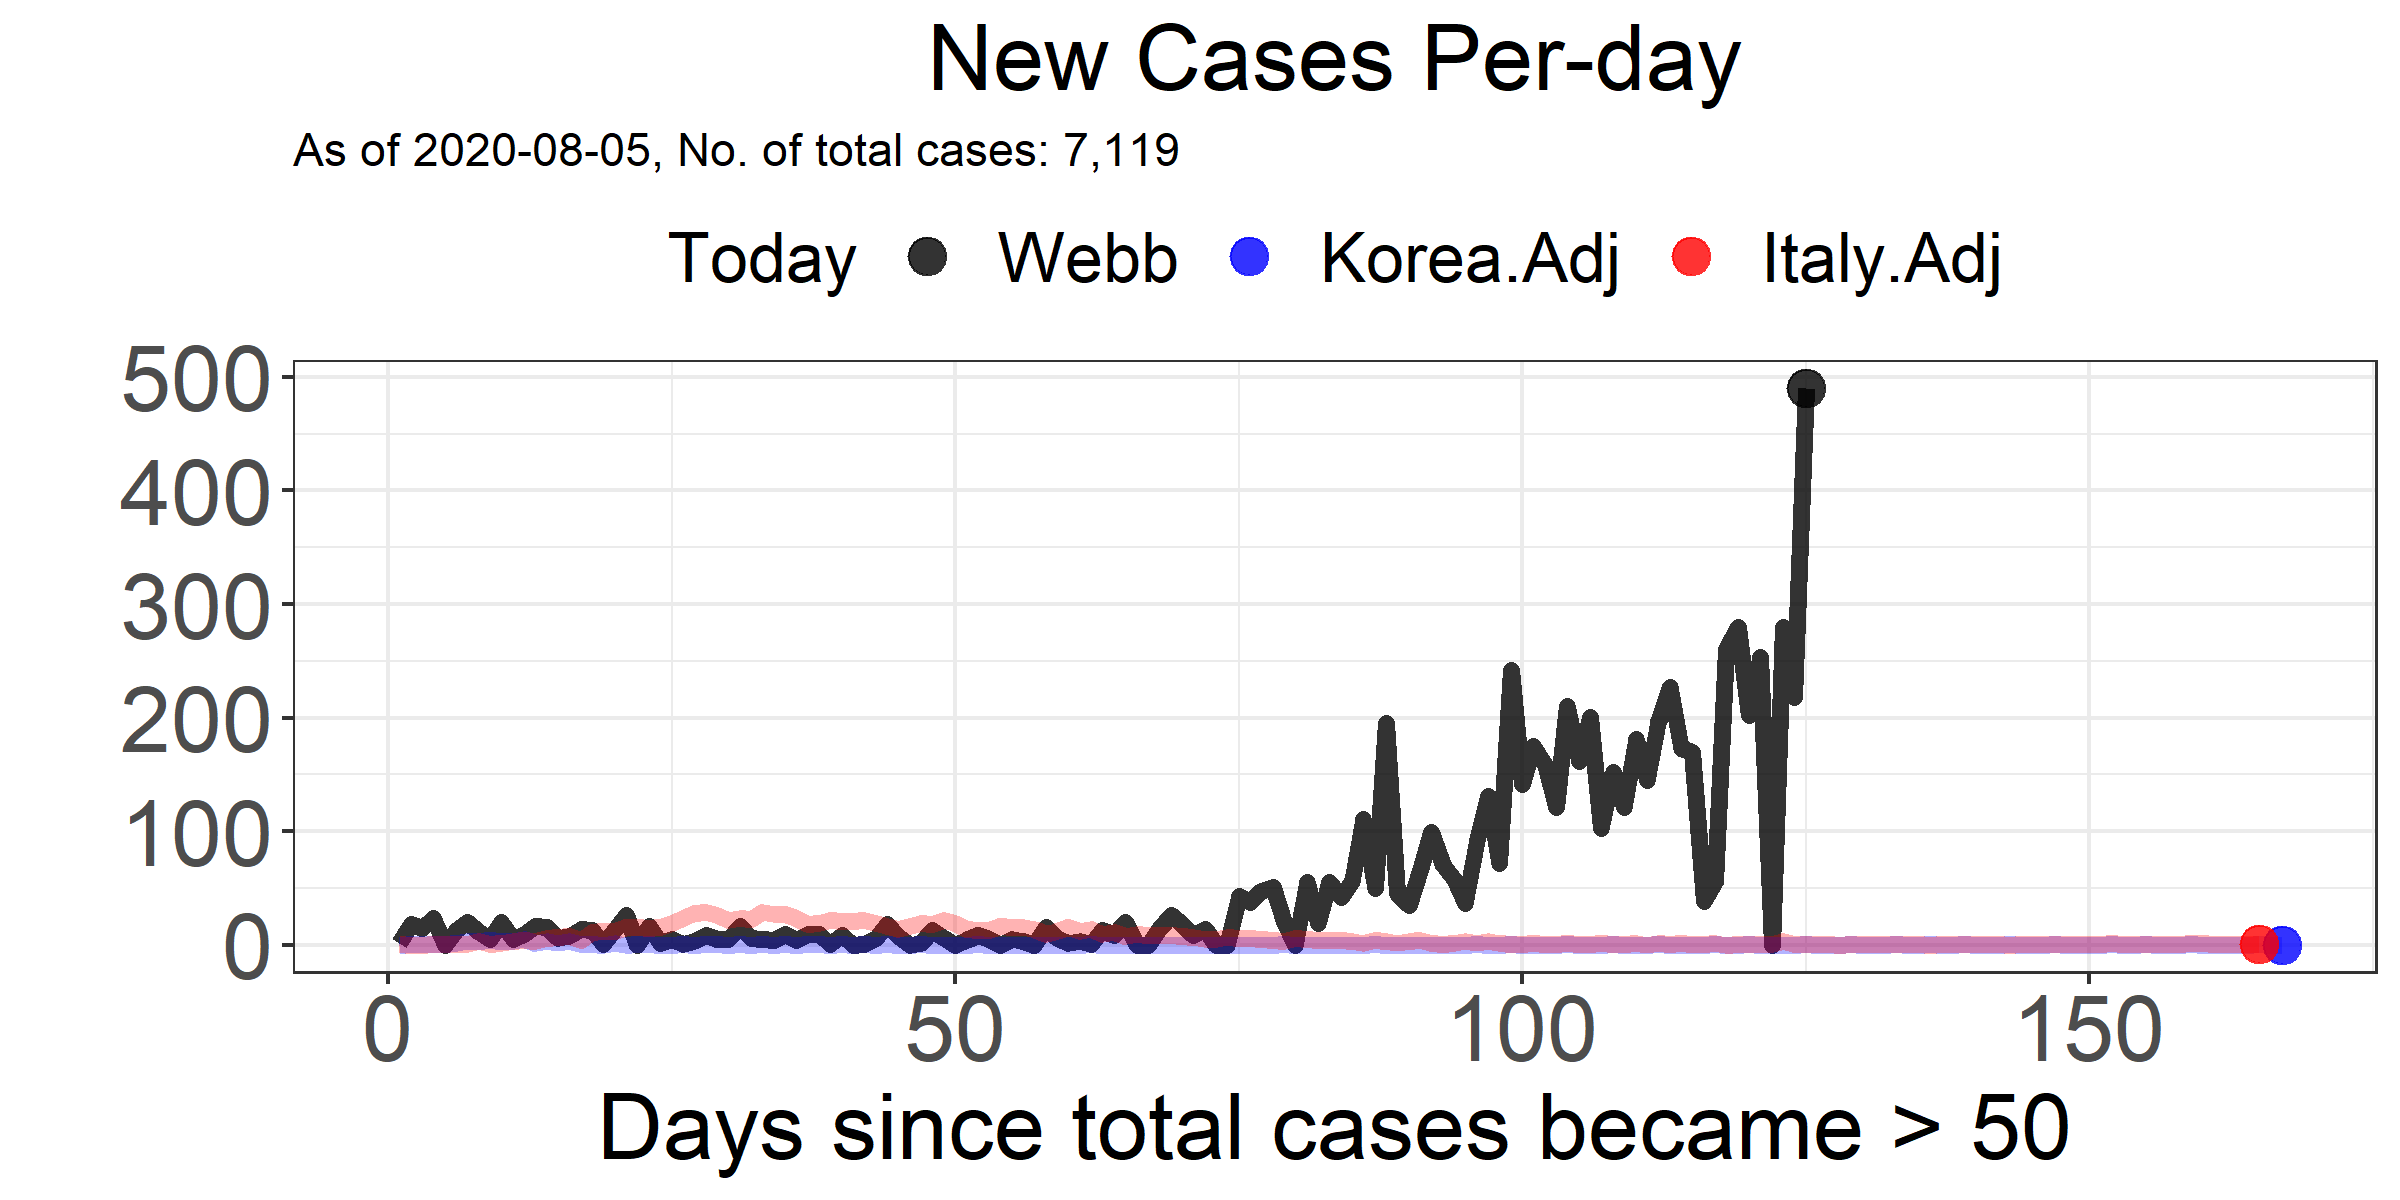 New Cases Per-day
As of 2020-08-05, No. of total cases: 7,119
Today Webb Korea.Adj Italy.Adj
500
400
300
200
100
0
0 50 100 150
Days since total cases became > 50